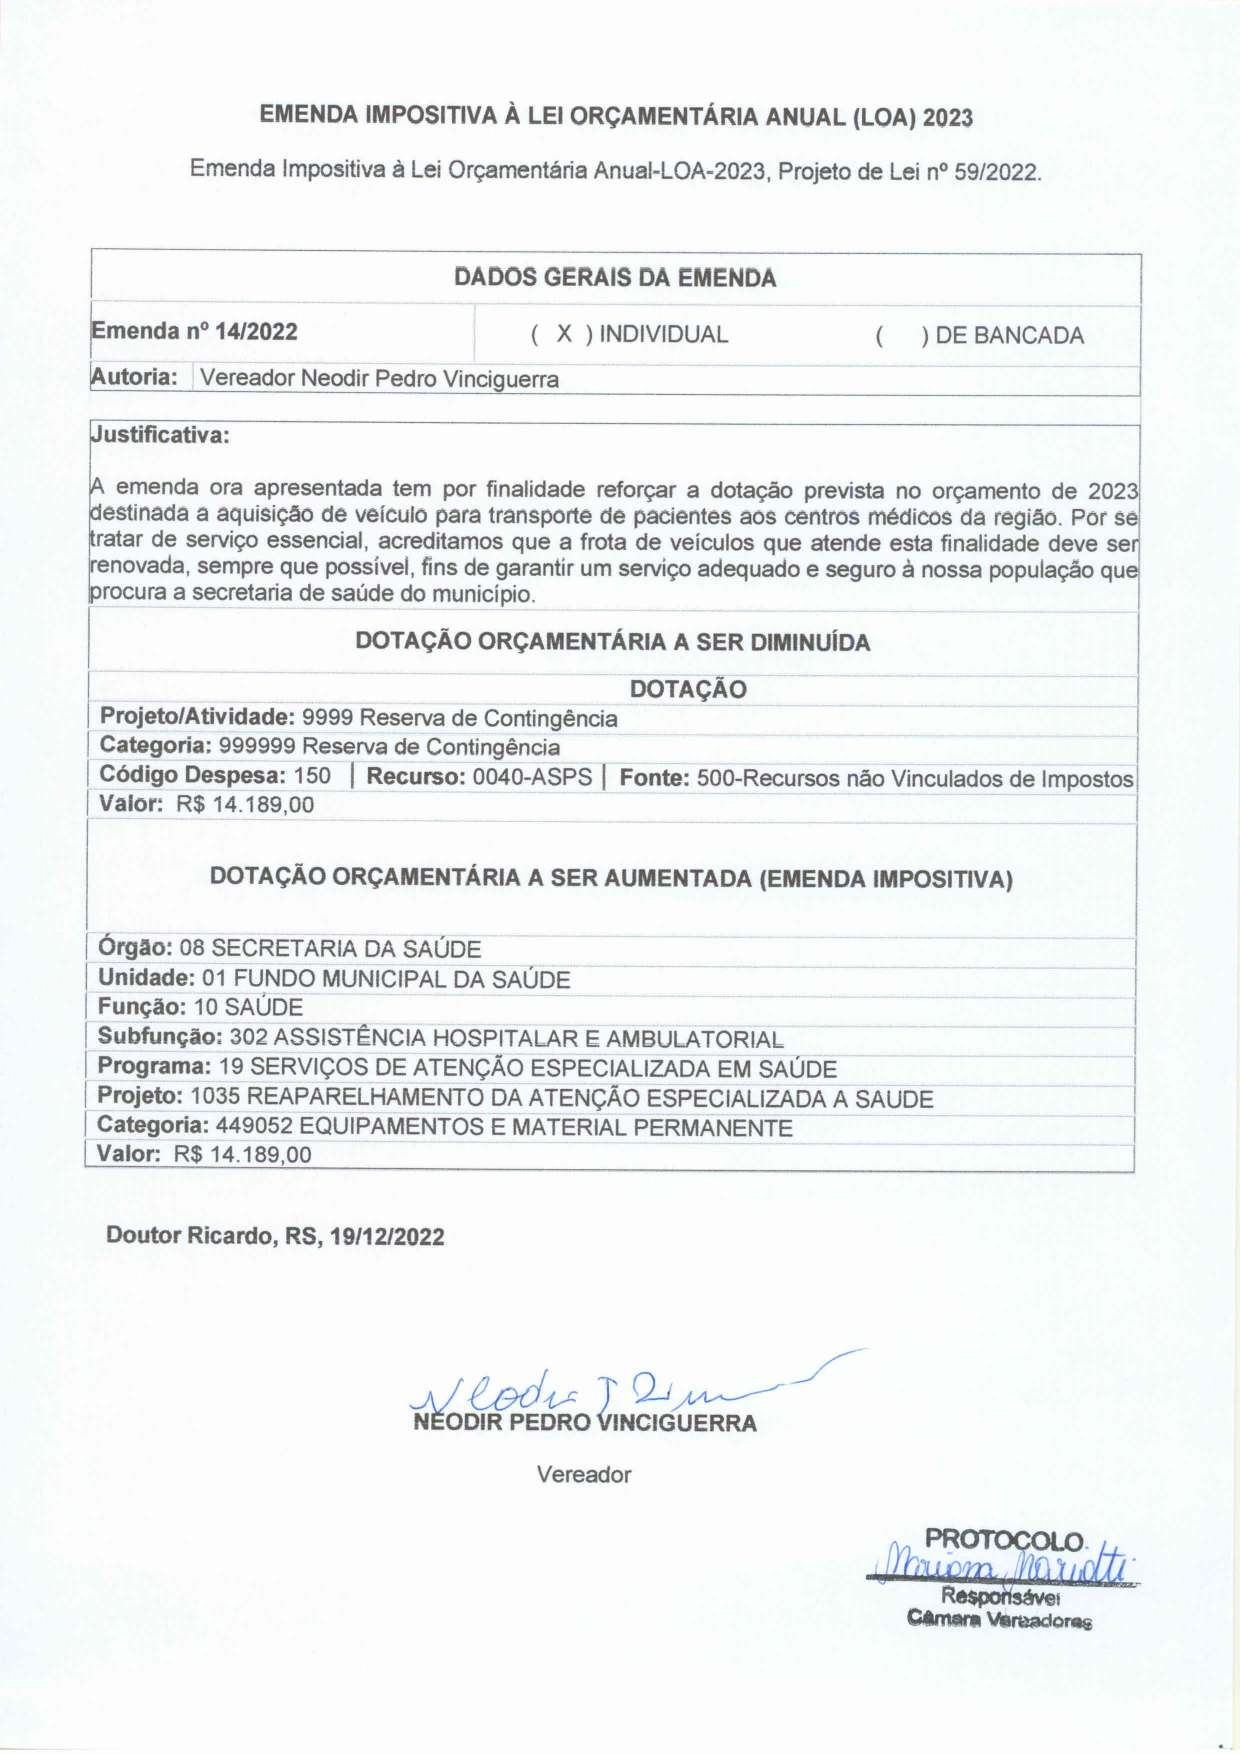 EMENDA IMPOSITIVA À LEI ORÇAMENTÁRIA ANUAL (LOA) 2023
Emenda Impositiva à Lei Orçamentária Anual-LOA-2023, Projeto de Lei nº 59/2022.
DADOS GERAIS DA EMENDA
Emenda nº 14/2022 ( X ) INDIVIDUAL ( ) DE BANCADA
Autoria: Vereador Neodir Pedro Vinciguerra
Justificativa:
A emenda ora apresentada tem por finalidade reforçar a dotação prevista no orçamento de 2023
destinada a aquisição de veículo para transporte de pacientes aos centros médicos da região. Por se
tratar de serviço essencial, acreditamos que a frota de veículos que atende esta finalidade deve ser
renovada, sempre que possível, fins de garantir um serviço adequado e seguro à nossa população que
procura a secretaria de saúde do município.
DOTAÇÃO ORÇAMENTÁRIA A SER DIMINUÍDA
DOTAÇÃO
Projeto/Atividade: 9999 Reserva de Contingência
Categoria: 999999 Reserva de Contingência
Código Despesa: 150 | Recurso: 0040-ASPS | Fonte: 500-Recursos não Vinculados de Impostos
Valor: R$ 14.189,00
DOTAÇÃO ORÇAMENTÁRIA A SER AUMENTADA (EMENDA IMPOSITIVA)
Órgão: 08 SECRETARIA DA SAÚDE
Unidade: 01 FUNDO MUNICIPAL DA SAÚDE
Função: 10 SAÚDE
Subfunção: 302 ASSISTÊNCIA HOSPITALAR E AMBULATORIAL
Programa: 19 SERVIÇOS DE ATENÇÃO ESPECIALIZADA EM SAÚDE
Projeto: 1035 REAPARELHAMENTO DA ATENÇÃO ESPECIALIZADA A SAUDE
Categoria: 449052 EQUIPAMENTOS E MATERIAL PERMANENTE
Valor: R$ 14.189,00
Doutor Ricardo, RS, 19/12/2022
NEODIR PEDRO VINCIGUERRA
Vereador
PROTOCOLO
Mariana Mariotti
Responsável
Câmara Vereadores